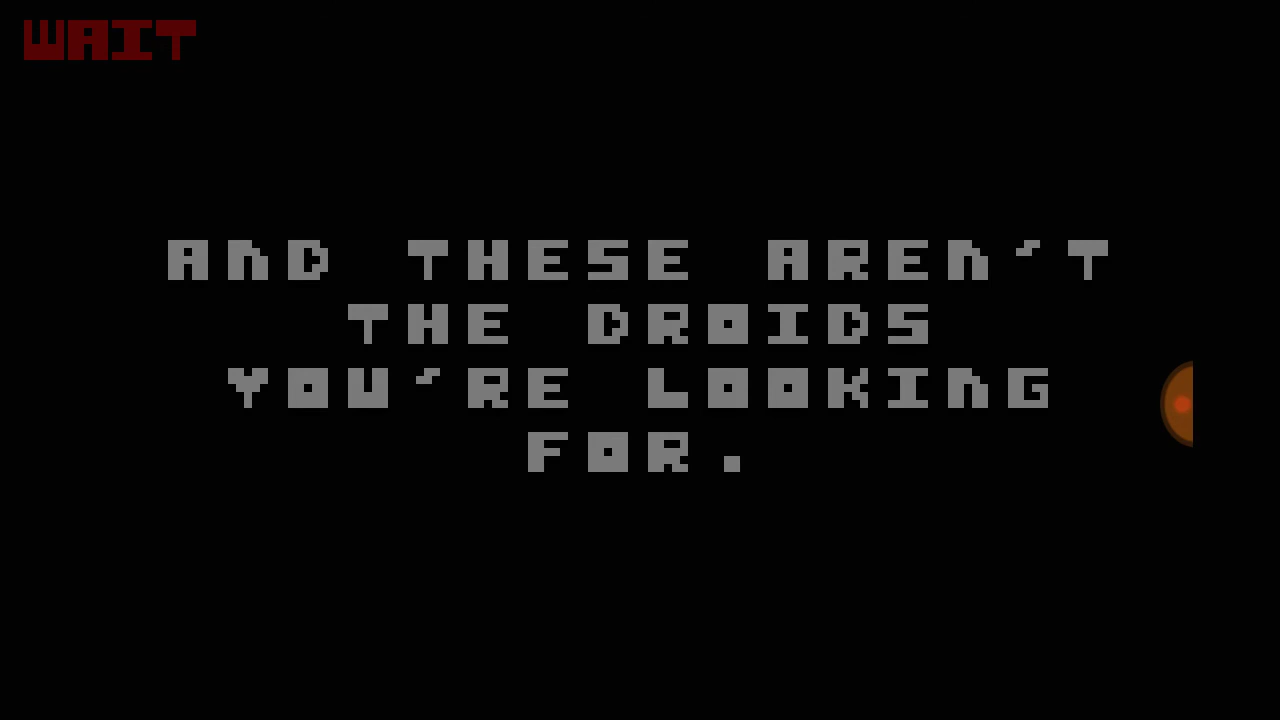 WAIT
AND THESE AREN'T
THE DROIDS
YOU'RE LOOKING
FOR.